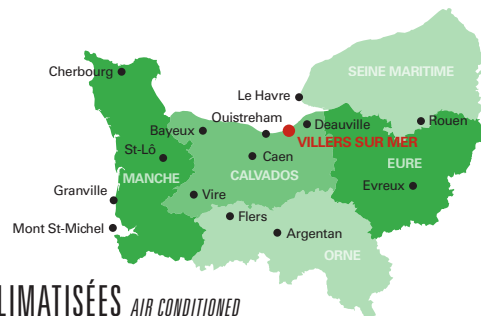 Cherbourg
SEINE MARITIME
Le Havre
Ouistreham
Deauville
Rouen
Bayeux
VILLERS SUR MER
St-Lô
Caen
EURE
MANCHE
CALVADOS
Evreux
Granville
Vire
Flers
Mont St-Michel
Argentan
ORNE
LIMATISÉES AIR CONDITIONED